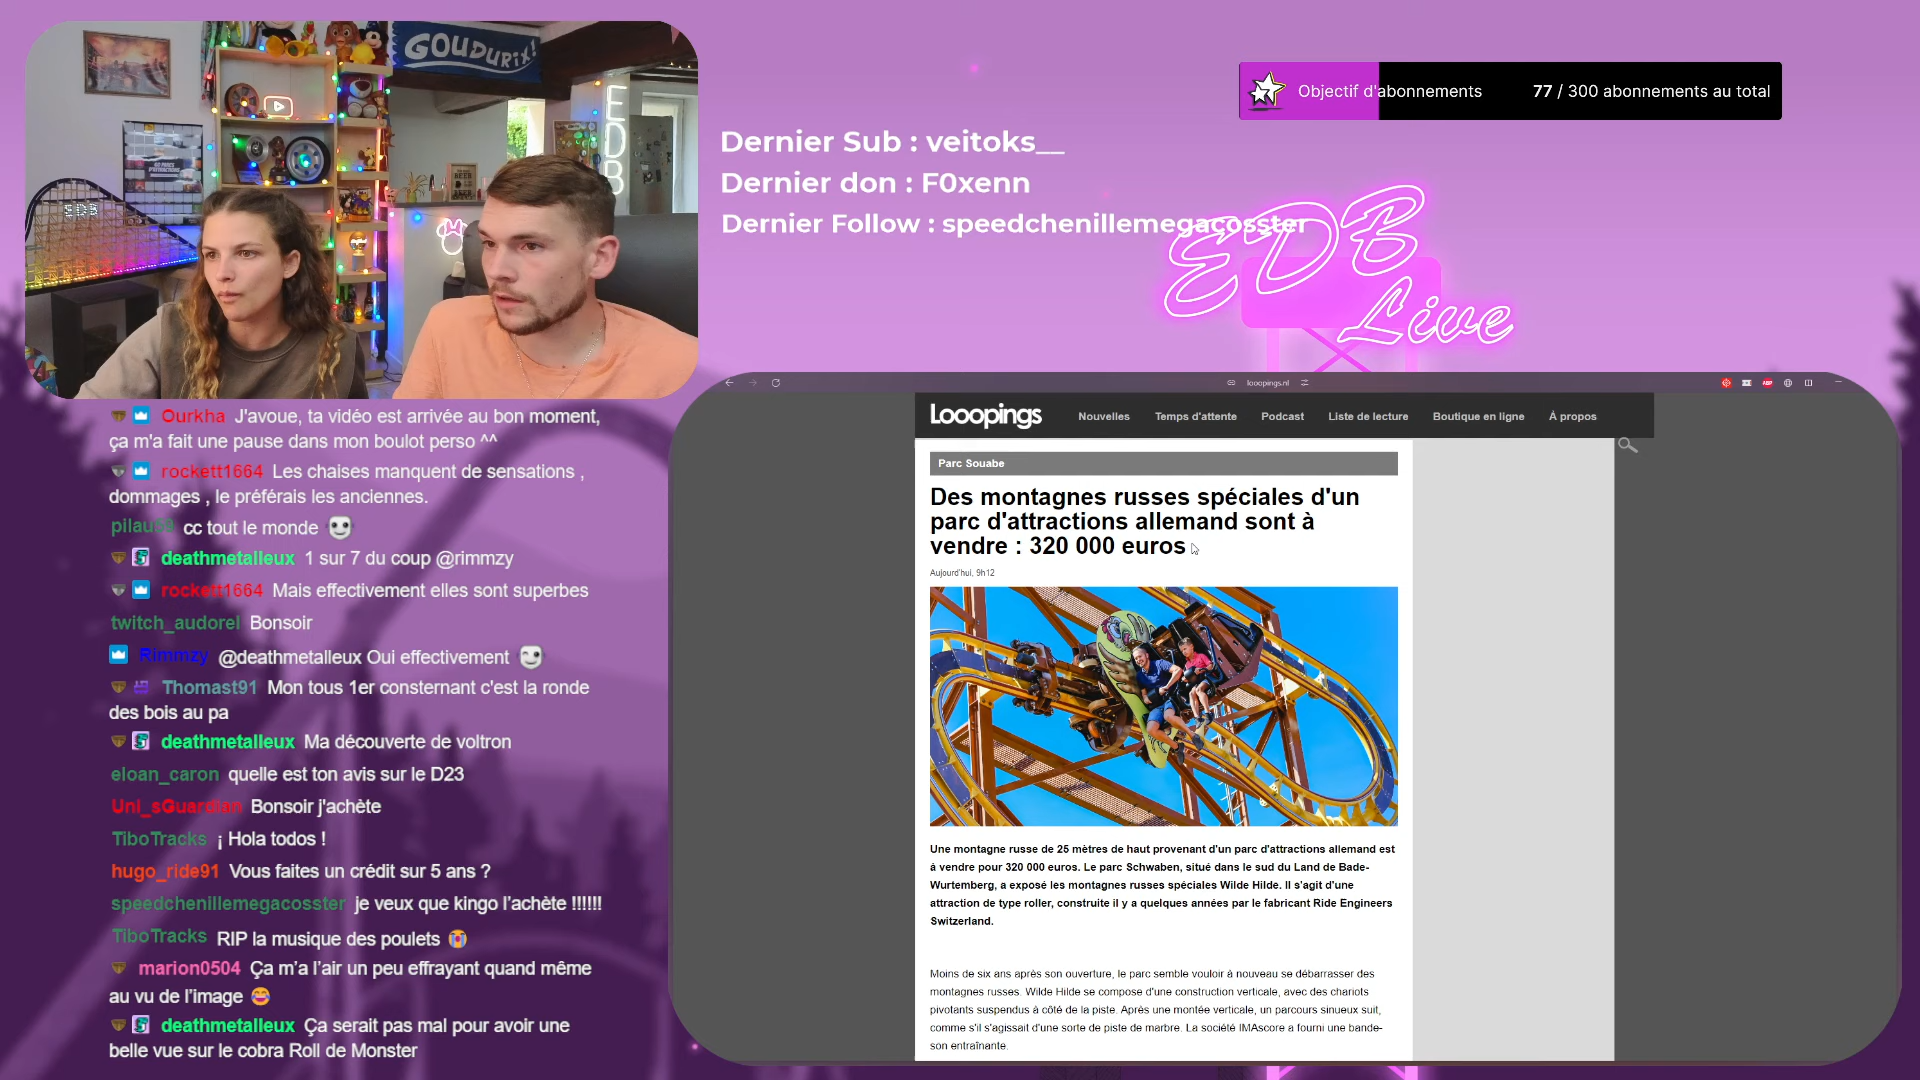 GOUDURIX!
EDB
EDB
Objectif d'abonnements
77 / 300 abonnements au total
Dernier Sub : veitoks__
Dernier don : F0xenn
Dernier Follow : speedchenillemegacosster
EDB
Live
Ourkha J'avoue, ta vidéo est arrivée au bon moment,
ça m'a fait une pause dans mon boulot perso ^^
rockett1664 Les chaises manquent de sensations ,
dommages , le préférais les anciennes.
pilau59 cc tout le monde
deathmetalleux 1 sur 7 du coup @rimmzy
rockett1664 Mais effectivement elles sont superbes
twitch_audorel Bonsoir
Rimmzy @deathmetalleux Oui effectivement
Thomast91 Mon tous 1er consternant c'est la ronde
des bois au pa
deathmetalleux Ma découverte de voltron
eloan_caron quelle est ton avis sur le D23
Uni_sGuardian Bonsoir j'achète
TiboTracks ¡ Hola todos !
hugo_ride91 Vous faites un crédit sur 5 ans ?
speedchenillemegacosster je veux que kingo l'achète !!!!!!
TiboTracks RIP la musique des poulets
marion0504 Ça m'a l'air un peu effrayant quand même
au vu de l'image
deathmetalleux Ça serait pas mal pour avoir une
belle vue sur le cobra Roll de Monster
looopings.nl
ABP
Looopings
Nouvelles
Temps d'attente
Podcast
Liste de lecture
Boutique en ligne
À propos
Parc Souabe
Des montagnes russes spéciales d'un
parc d'attractions allemand sont à
vendre : 320 000 euros
Aujourd'hui, 9h12
Une montagne russe de 25 mètres de haut provenant d'un parc d'attractions allemand est
à vendre pour 320 000 euros. Le parc Schwaben, situé dans le sud du Land de Bade-
Wurtemberg, a exposé les montagnes russes spéciales Wilde Hilde. Il s'agit d'une
attraction de type roller, construite il y a quelques années par le fabricant Ride Engineers
Switzerland.
Moins de six ans après son ouverture, le parc semble vouloir à nouveau se débarrasser des
montagnes russes. Wilde Hilde se compose d'une construction verticale, avec des chariots
pivotants suspendus à côté de la piste. Après une montée verticale, un parcours sinueux suit,
comme s'il s'agissait d'une sorte de piste de marbre. La société IMAscore a fourni une bande-
son entraînante.